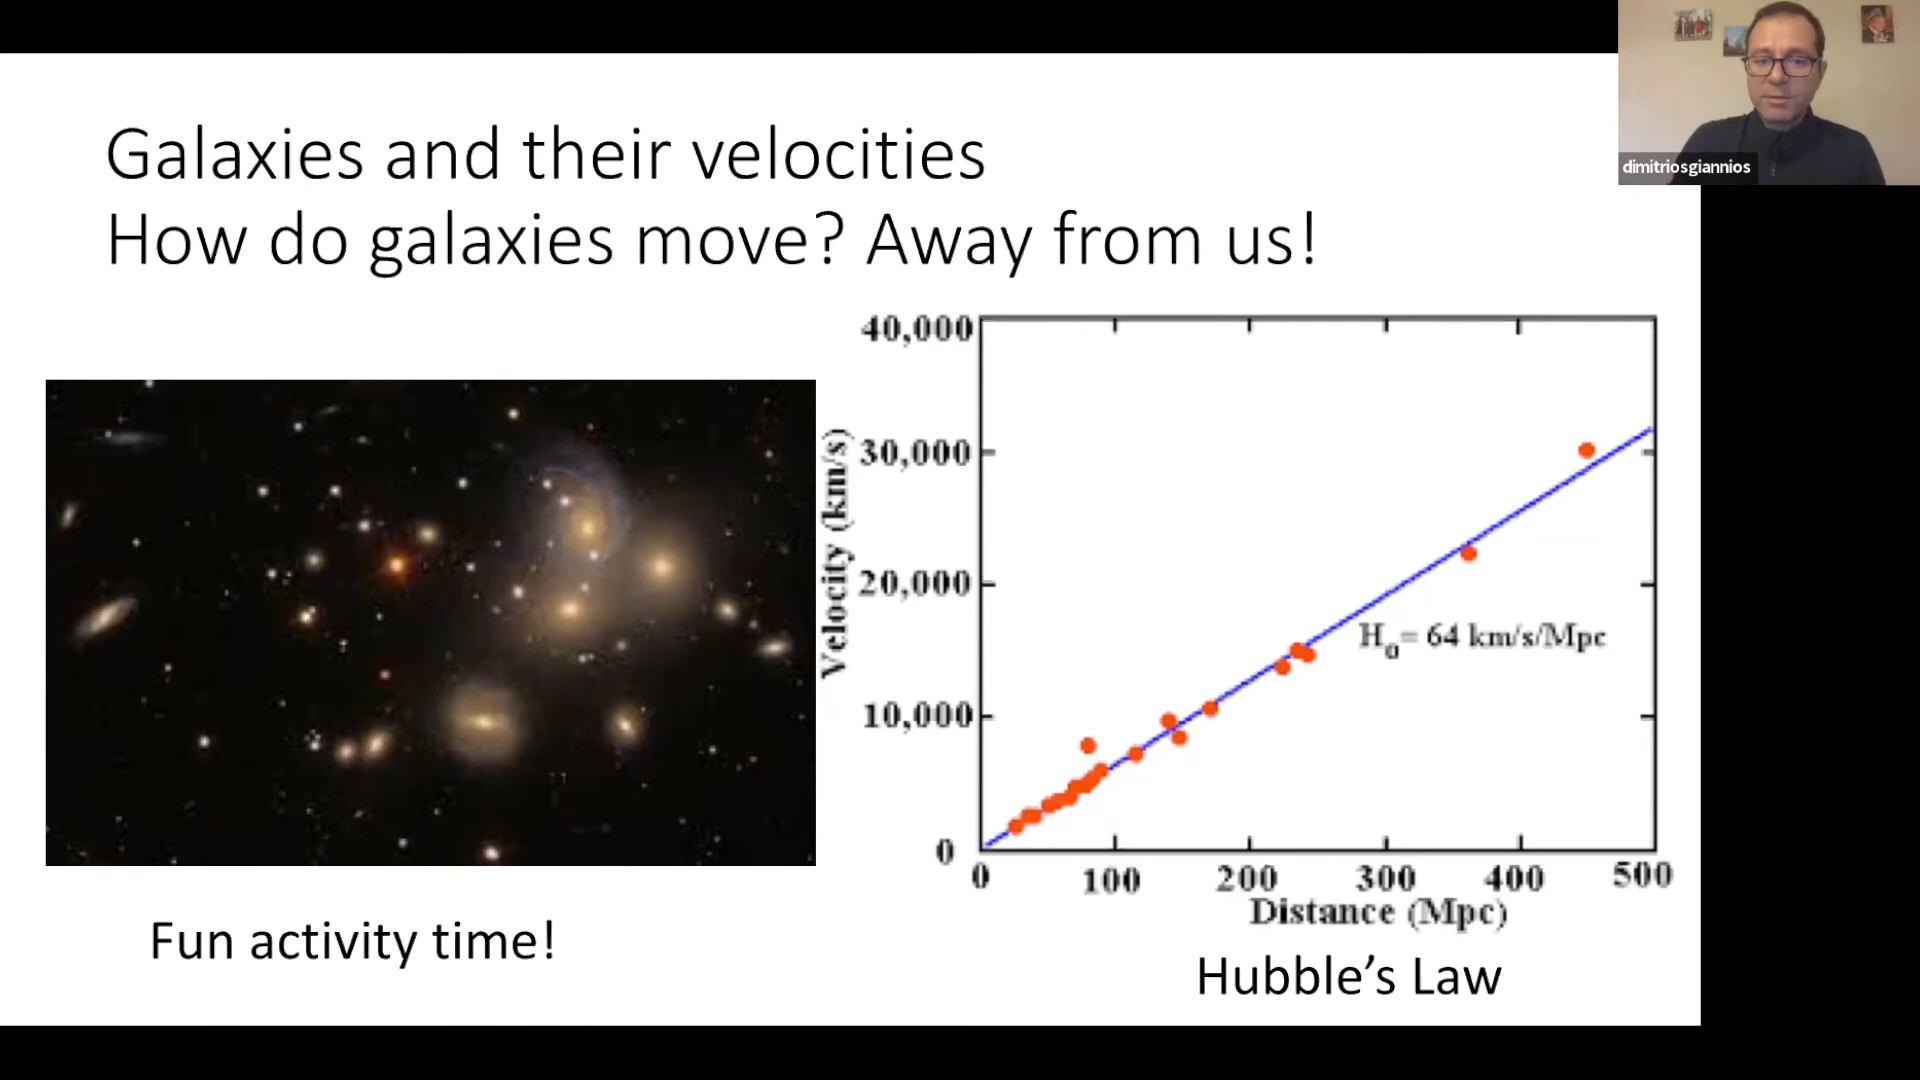 Galaxies and their velocities
How do galaxies move? Away from us!
dimitriosgiannios
40,000
30,000
20,000
10,000
0
Velocity (km/s)
H₀= 64 km/s/Mpc
0 100 200 300 400 500
Distance (Mpc)
Fun activity time!
Hubble’s Law